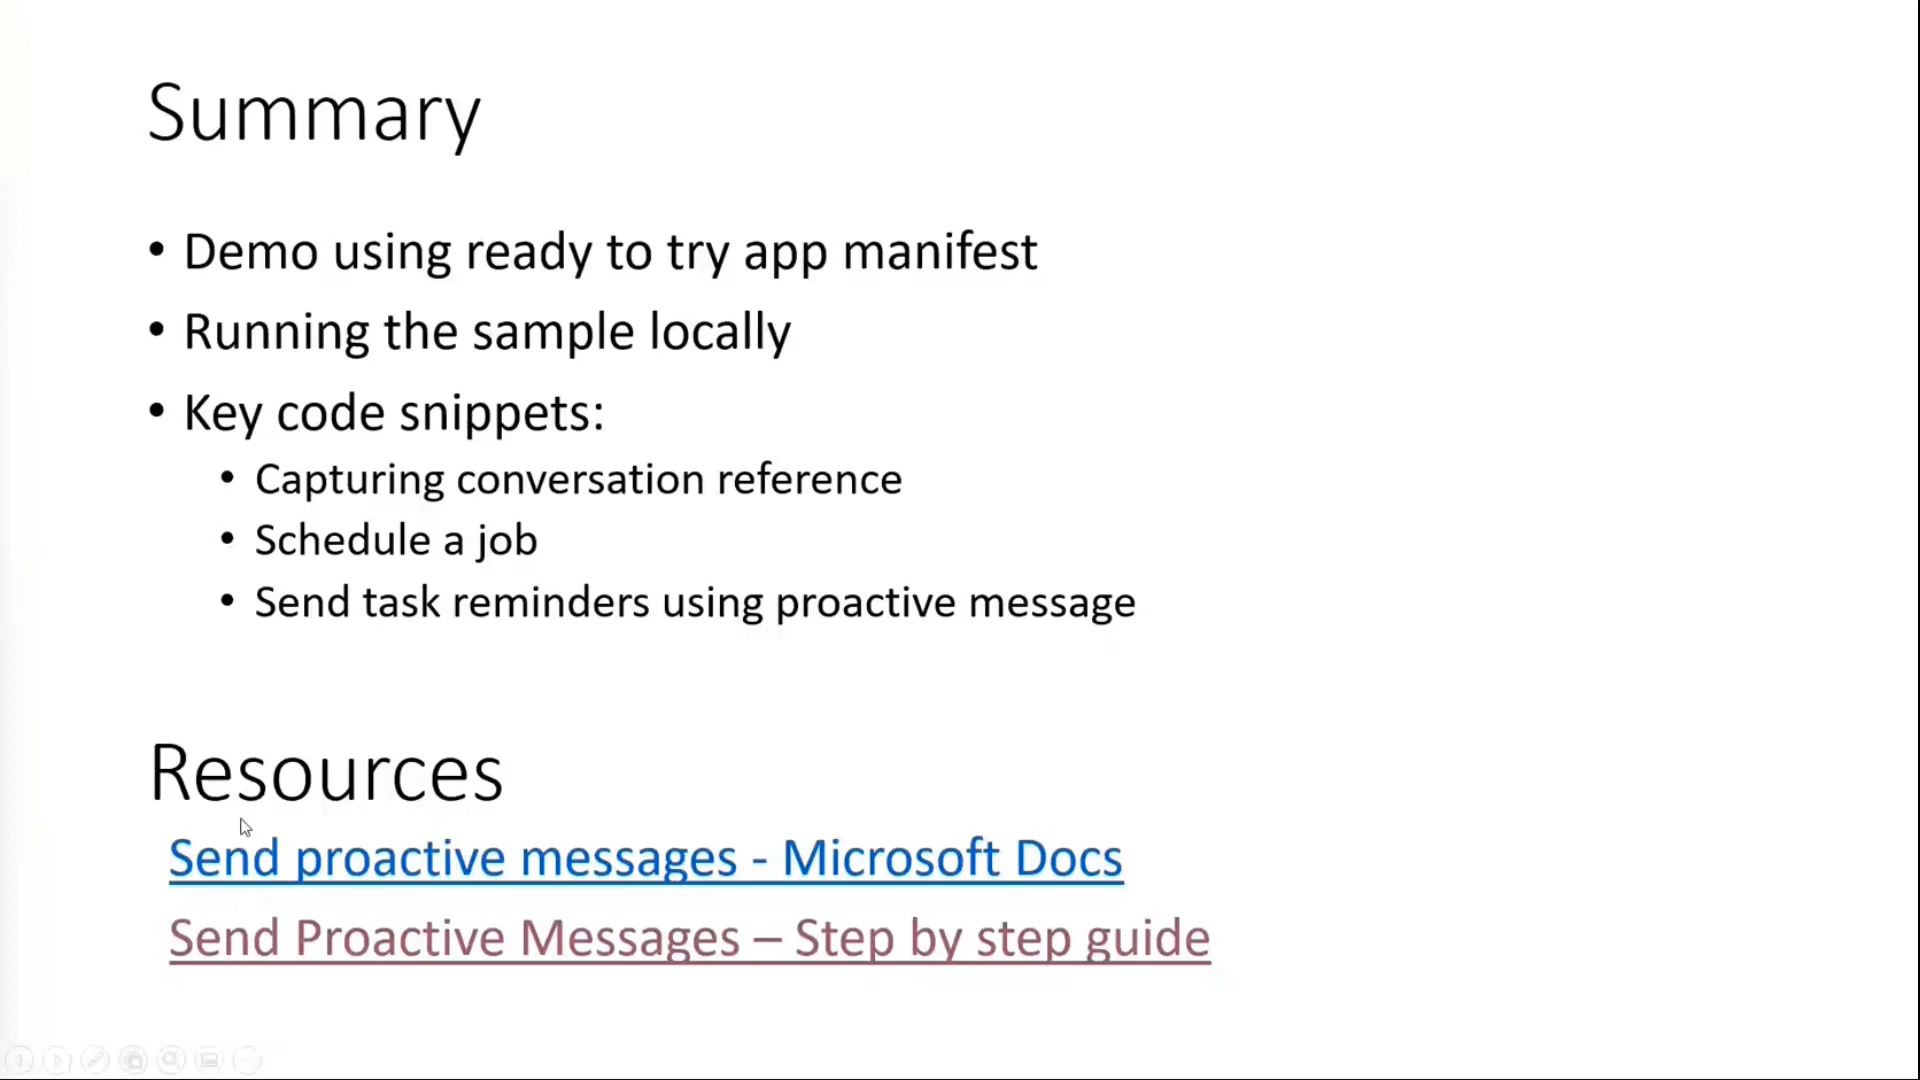 Summary
• Demo using ready to try app manifest
• Running the sample locally
• Key code snippets:
• Capturing conversation reference
• Schedule a job
• Send task reminders using proactive message
Resources
Send proactive messages - Microsoft Docs
Send Proactive Messages – Step by step guide